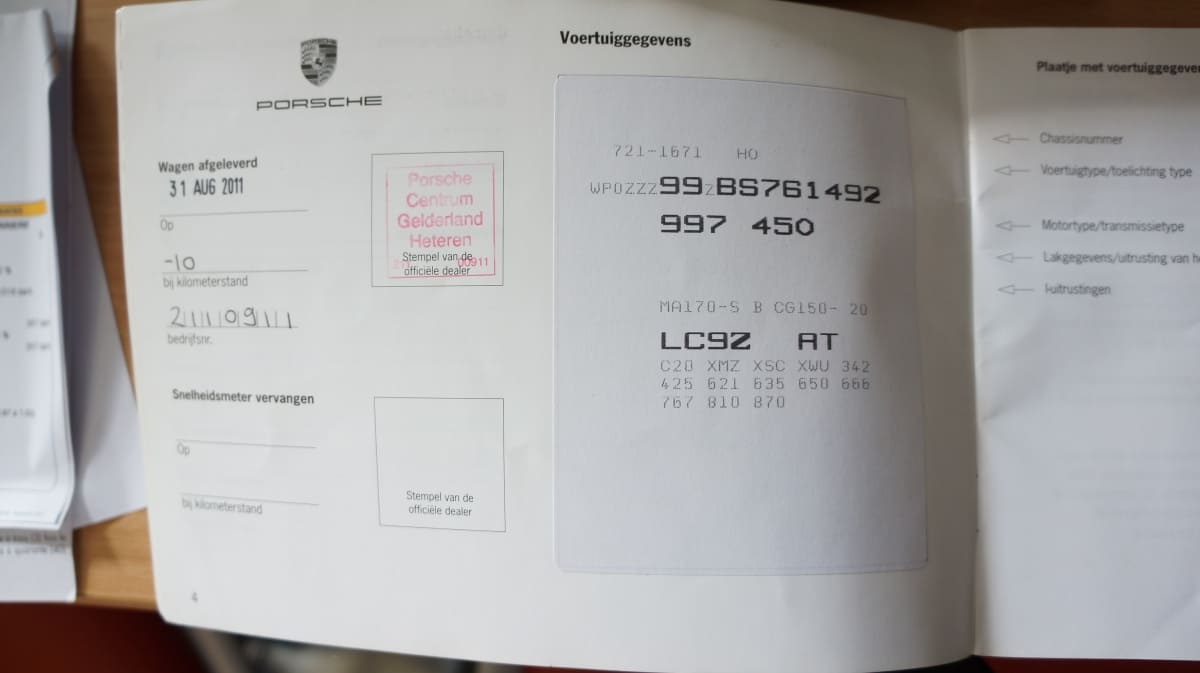 PORSCHE
Wagen afgeleverd
31 AUG 2011
Op
-10
bij kilometerstand
211109111
bedrijfsnr.
Porsche
Centrum
Gelderland
Heteren
Stempel van de
officiële dealer
00911
Snelheidsmeter vervangen
Op
bij kilometerstand
Stempel van de
officiële dealer
4
Voertuiggegevens
721-1671 HO
WP0ZZZ99ZBS761492
997 450
MA170-S B CG150- 20
LC9Z AT
C20 XMZ XSC XWU 342
425 621 635 650 666
767 810 870
Plaatje met
Chassisnummer
Voertuigtype/toelichting type
Motortype/transmissietype
Lakgegevens/uitrusting van
I-uitrustingen